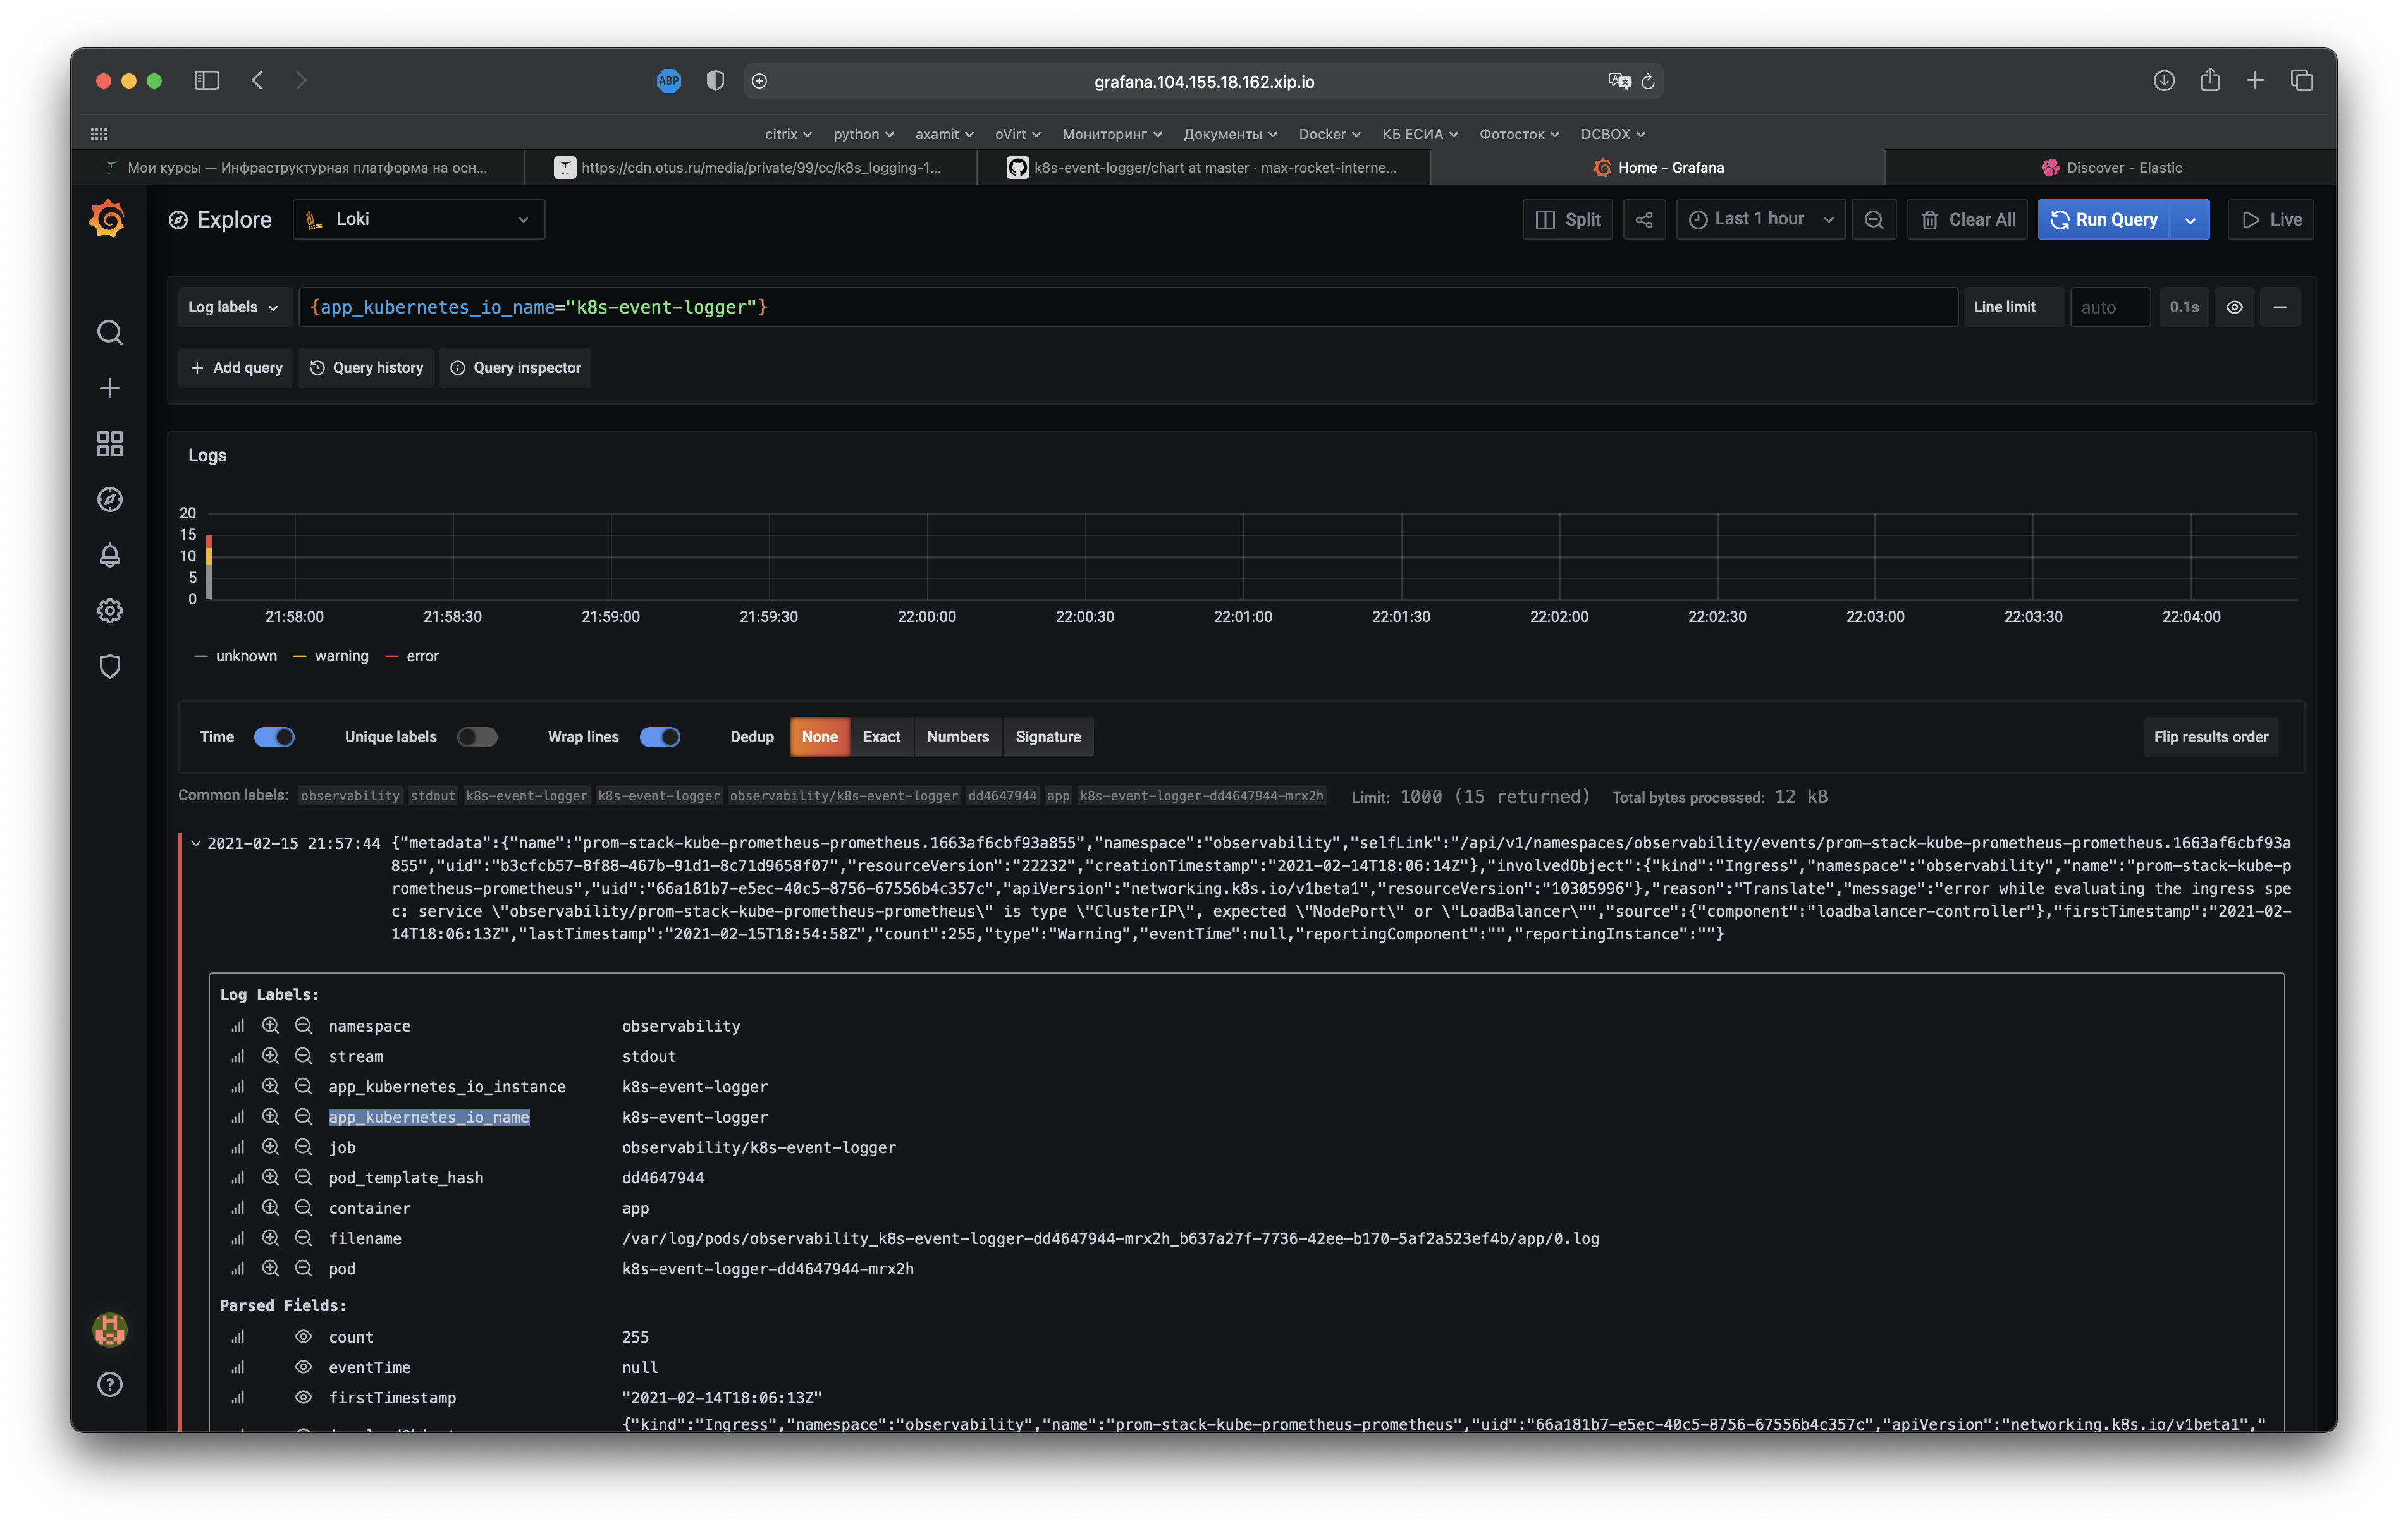 ABP
grafana.104.155.18.162.xip.io
citrix python axamit oVirt Мониторинг Документы Docker КБ ЕСИА Фотосток DCBOX
Мои курсы — Инфраструктурная платформа на осн...
https://cdn.otus.ru/media/private/99/cc/k8s_logging-1...
k8s-event-logger/chart at master · max-rocket-interne...
Home - Grafana
Discover - Elastic
Explore Loki Split Last 1 hour Clear All Run Query Live
Log labels {app_kubernetes_io_name="k8s-event-logger"} Line limit auto 0.1s
Add query Query history Query inspector
Logs
20
15
10
5
0
21:58:00 21:58:30 21:59:00 21:59:30 22:00:00 22:00:30 22:01:00 22:01:30 22:02:00 22:02:30 22:03:00 22:03:30 22:04:00
unknown warning error
Time Unique labels Wrap lines Dedup None Exact Numbers Signature Flip results order
Common labels: observability stdout k8s-event-logger k8s-event-logger observability/k8s-event-logger dd4647944 app k8s-event-logger-dd4647944-mrx2h Limit: 1000 (15 returned) Total bytes processed: 12 kB
2021-02-15 21:57:44 {"metadata":{"name":"prom-stack-kube-prometheus-prometheus.1663af6cbf93a855","namespace":"observability","selfLink":"/api/v1/namespaces/observability/events/prom-stack-kube-prometheus-prometheus.1663af6cbf93a
855","uid":"b3cfcb57-8f88-467b-91d1-8c71d9658f07","resourceVersion":"22232","creationTimestamp":"2021-02-14T18:06:14Z"},"involvedObject":{"kind":"Ingress","namespace":"observability","name":"prom-stack-kube-p
rometheus-prometheus","uid":"66a181b7-e5ec-40c5-8756-67556b4c357c","apiVersion":"networking.k8s.io/v1beta1","resourceVersion":"10305996"},"reason":"Translate","message":"error while evaluating the ingress spe
c: service \"observability/prom-stack-kube-prometheus-prometheus\" is type \"ClusterIP\", expected \"NodePort\" or \"LoadBalancer\"","source":{"component":"loadbalancer-controller"},"firstTimestamp":"2021-02-
14T18:06:13Z","lastTimestamp":"2021-02-15T18:54:58Z","count":255,"type":"Warning","eventTime":null,"reportingComponent":"","reportingInstance":""}
Log Labels:
namespace observability
stream stdout
app_kubernetes_io_instance k8s-event-logger
app_kubernetes_io_name k8s-event-logger
job observability/k8s-event-logger
pod_template_hash dd4647944
container app
filename /var/log/pods/observability_k8s-event-logger-dd4647944-mrx2h_b637a27f-7736-42ee-b170-5af2a523ef4b/app/0.log
pod k8s-event-logger-dd4647944-mrx2h
Parsed Fields:
count 255
eventTime null
firstTimestamp "2021-02-14T18:06:13Z"
{"kind":"Ingress","namespace":"observability","name":"prom-stack-kube-prometheus-prometheus","uid":"66a181b7-e5ec-40c5-8756-67556b4c357c","apiVersion":"networking.k8s.io/v1beta1","